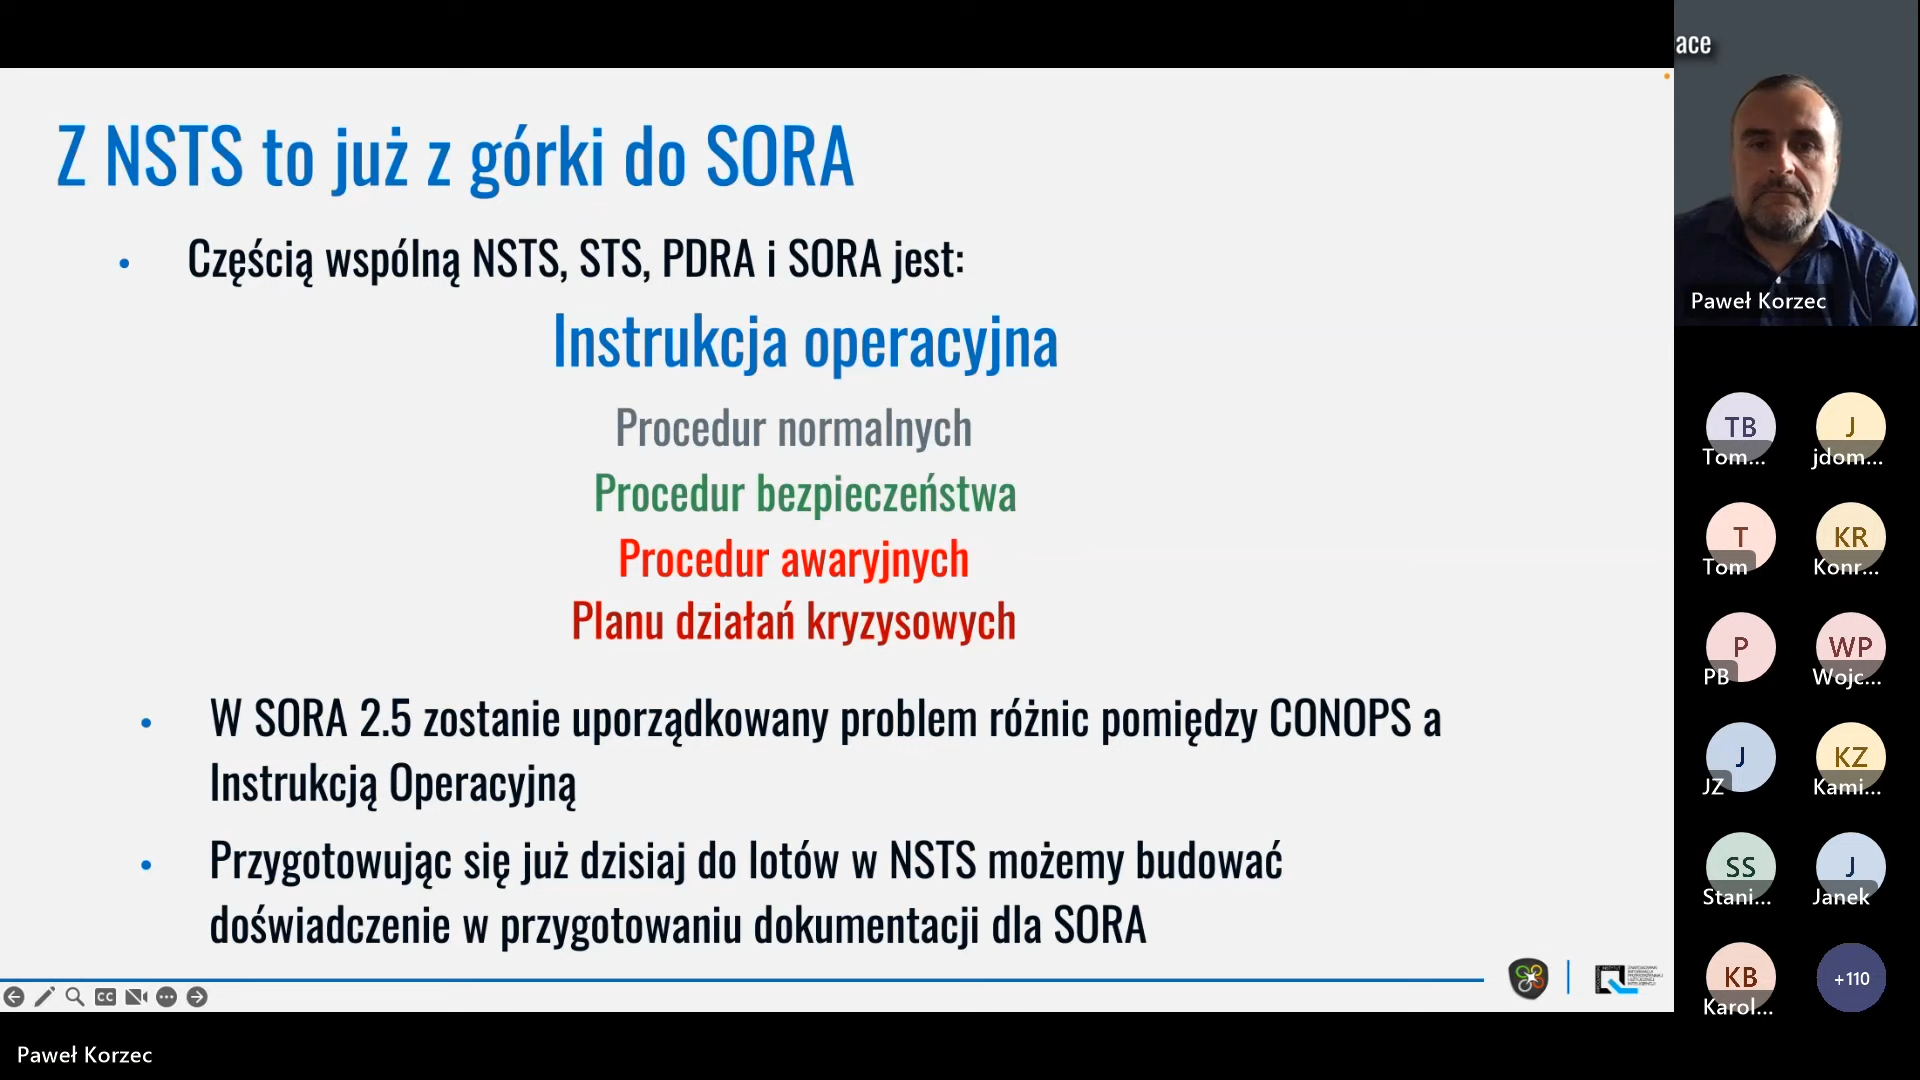 Z NSTS to już z górki do SORA
• Częścią wspólną NSTS, STS, PDRA i SORA jest:
Instrukcja operacyjna
Procedur normalnych
Procedur bezpieczeństwa
Procedur awaryjnych
Planu działań kryzysowych
• W SORA 2.5 zostanie uporządkowany problem różnic pomiędzy CONOPS a
Instrukcją Operacyjną
• Przygotowując się już dzisiaj do lotów w NSTS możemy budować
doświadczenie w przygotowaniu dokumentacji dla SORA
CC
Paweł Korzec
ace
Paweł Korzec
TB
Tom...
J
jdom...
T
Tom
KR
Konr...
P
PB
WP
Wojc...
J
JZ
KZ
Kami...
SS
Stani...
J
Janek
KB
Karol...
+110